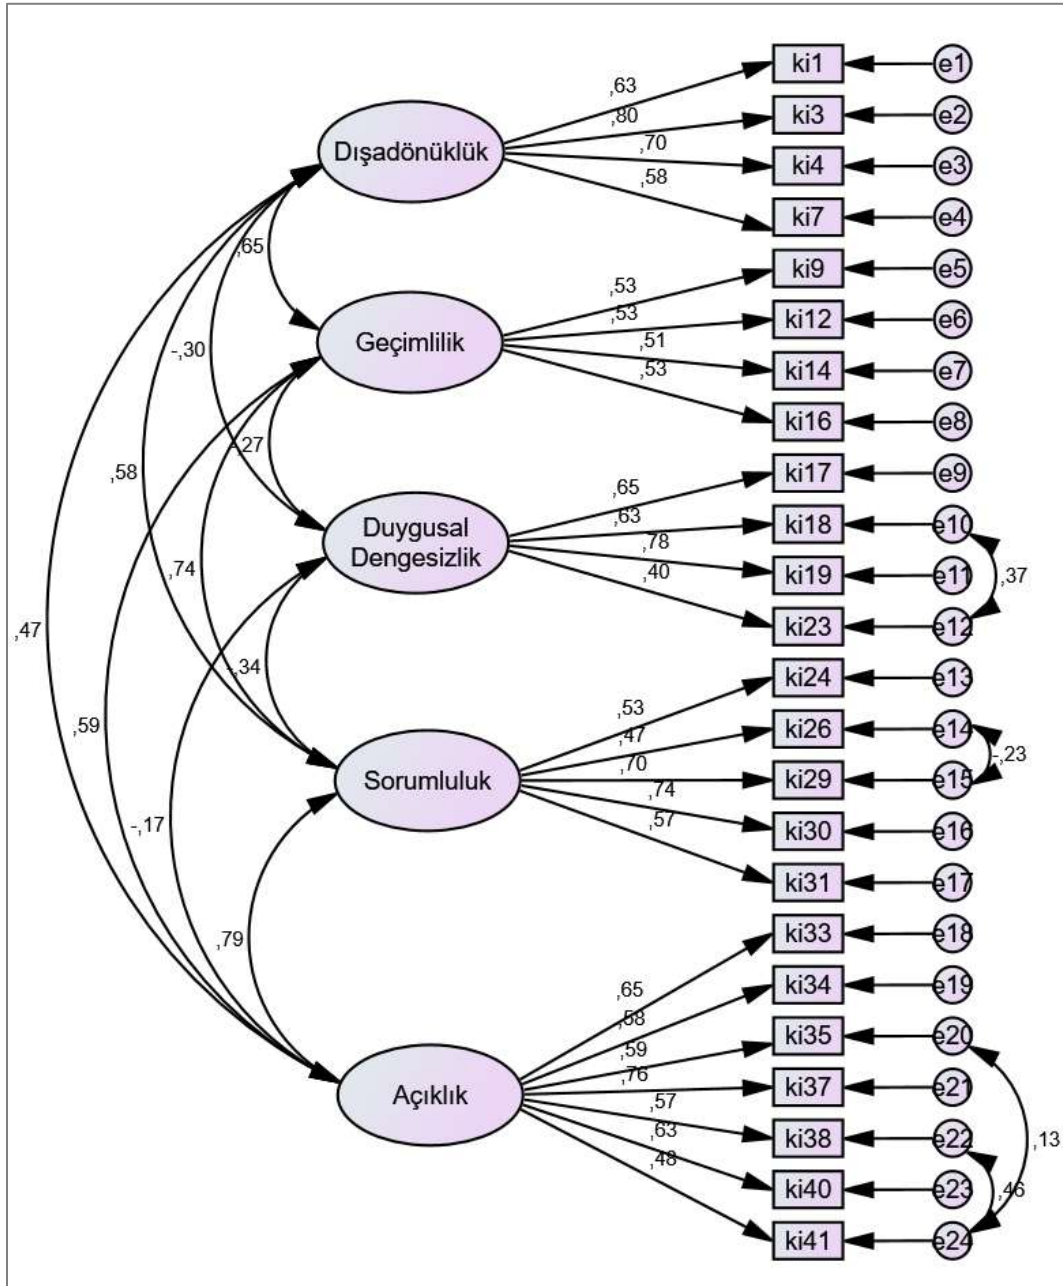 ki1
e1
,63
,80
ki3
e2
Dışadönüklük
,70
ki4
e3
,58
ki7
e4
,65
,53
ki9
e5
,53
ki12
e6
Geçimlilik
,51
ki14
e7
-,30
,53
ki16
e8
-,27
,58
,65
ki17
e9
,63
ki18
e10
Duygusal
Dengesizlik
,78
ki19
e11
,37
,74
,40
ki23
e12
,47
-,34
,53
ki24
e13
,47
ki26
e14
-,23
,59
Sorumluluk
,70
ki29
e15
,74
ki30
e16
-,17
,57
ki31
e17
,79
ki33
e18
,65
ki34
e19
,58
ki35
e20
,59
,76
Açıklık
ki37
e21
,57
,13
,63
ki38
e22
,48
ki40
e23
,46
ki41
e24